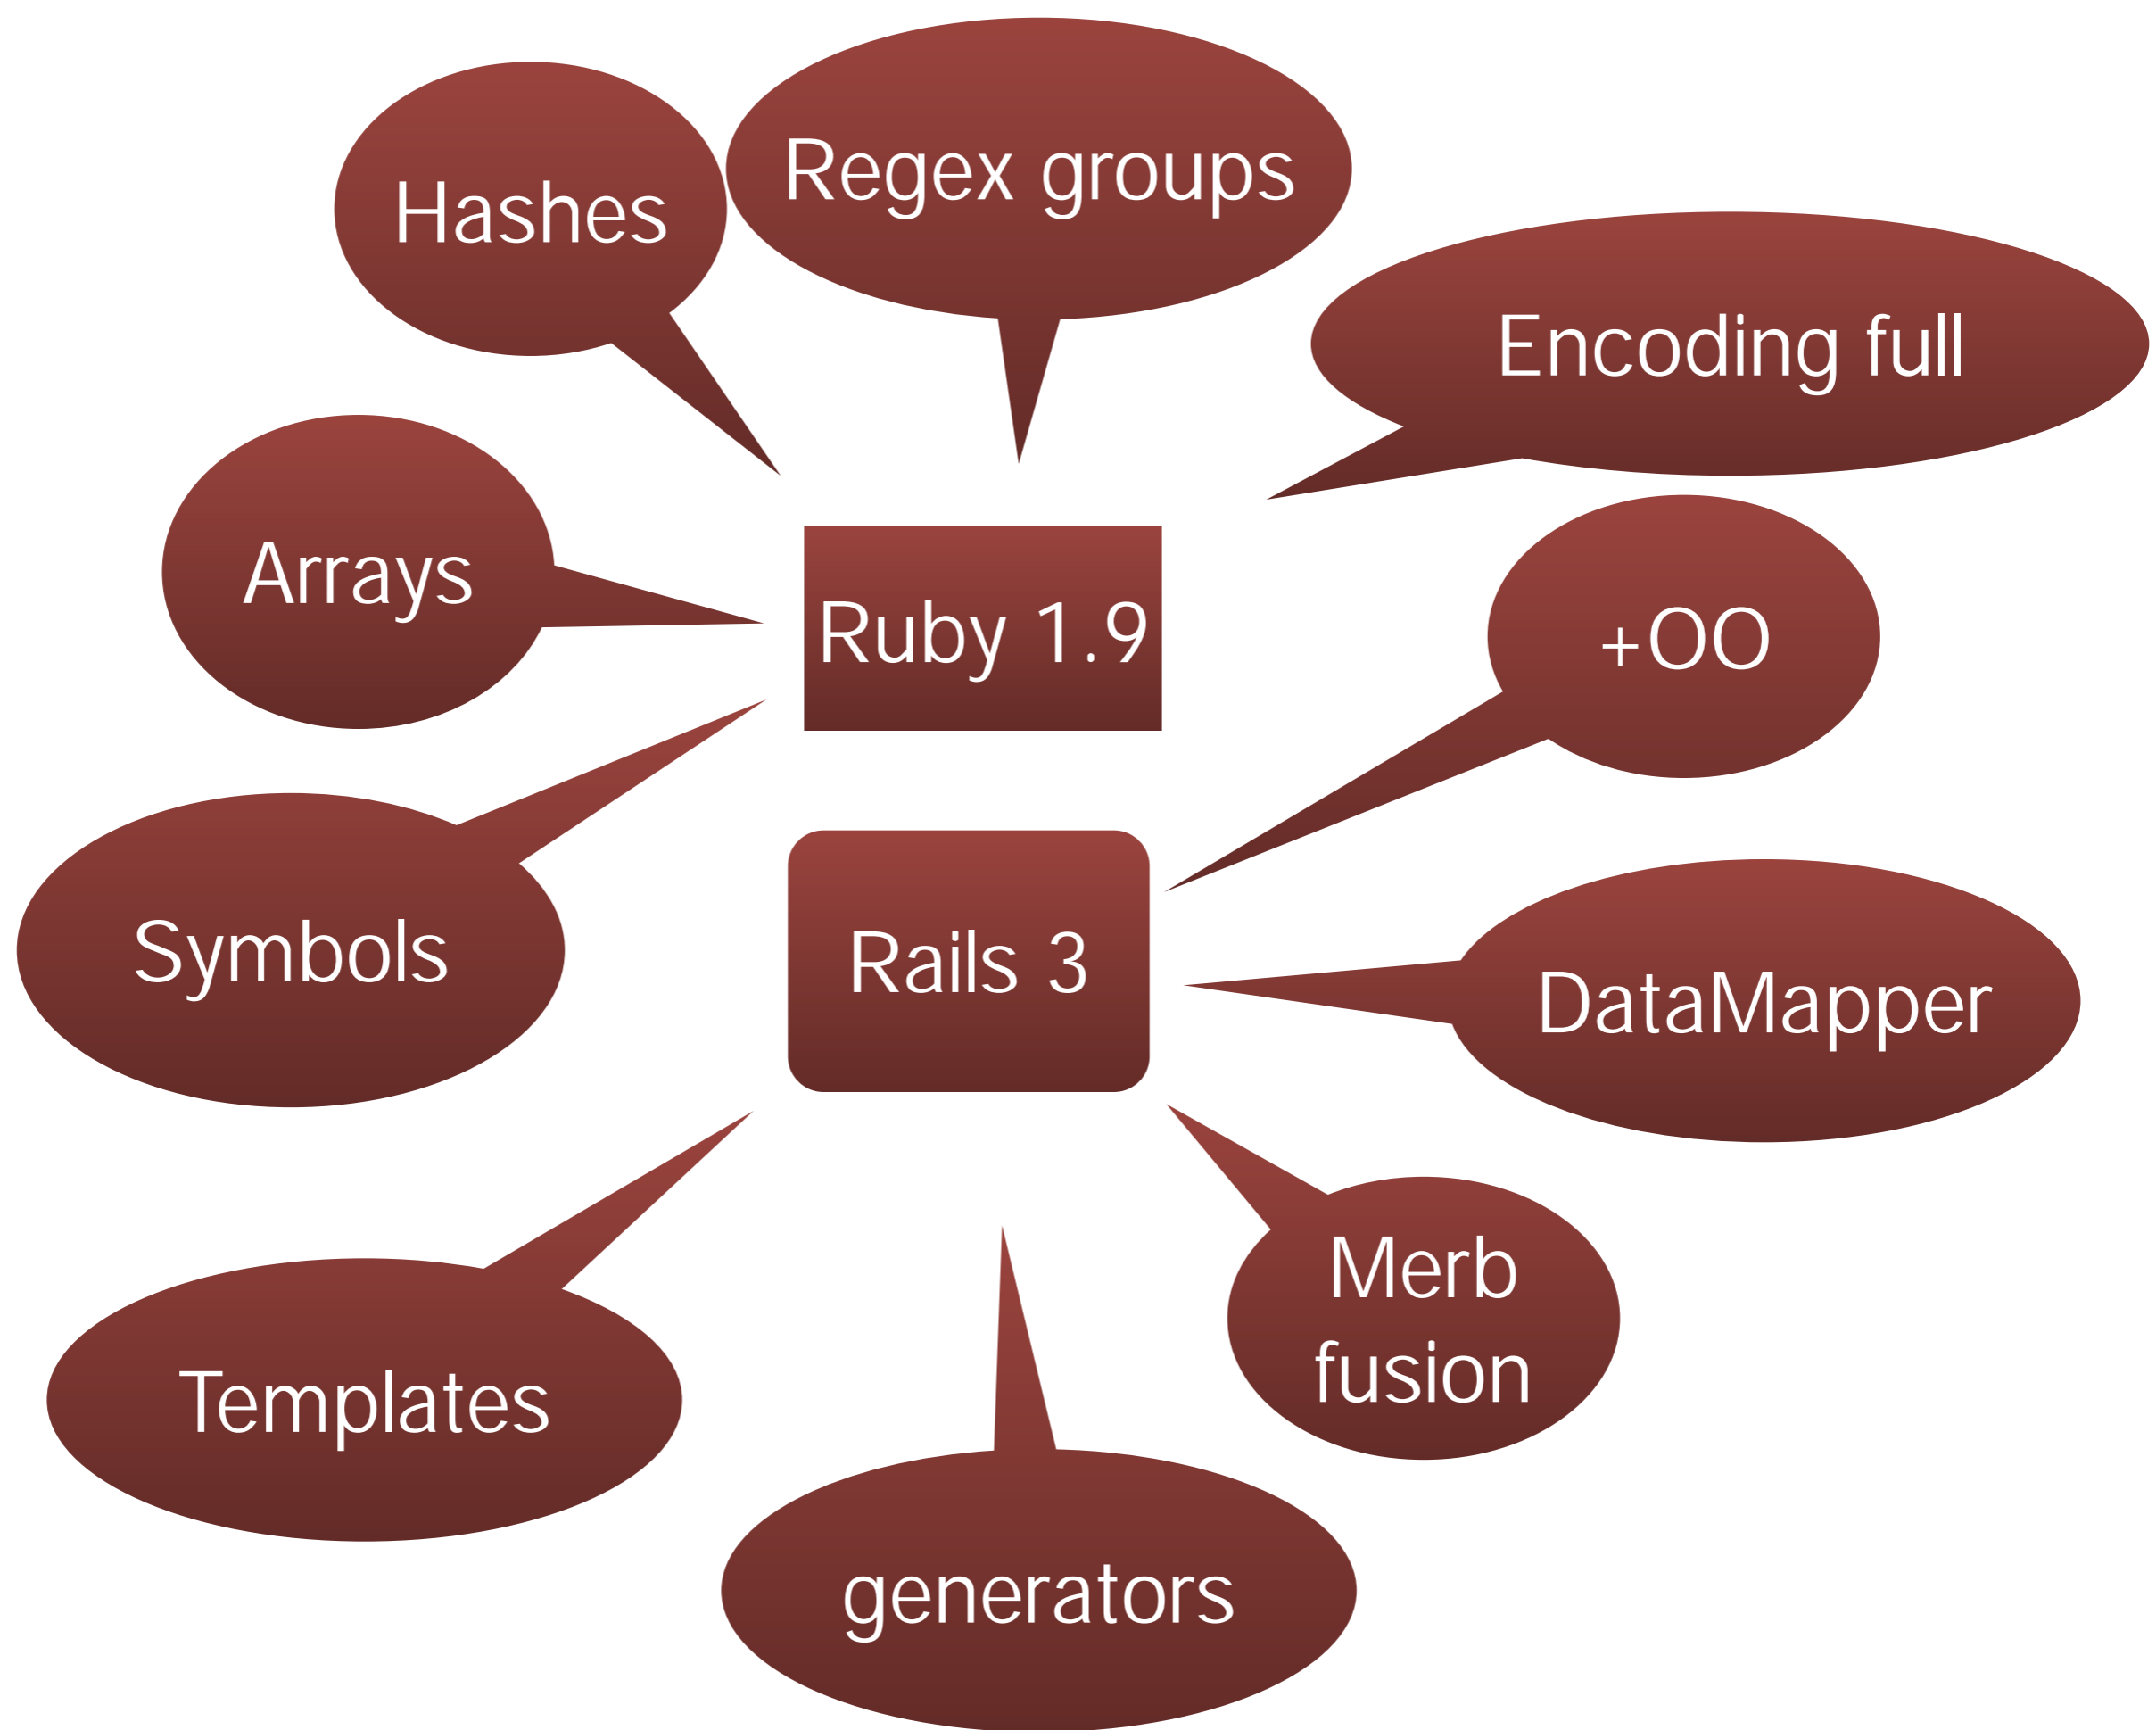 Regex groups
Hashes
Encoding full
Arrays
Ruby 1.9
+OO
Symbols
Rails 3
DataMapper
Merb
fusion
Templates
generators